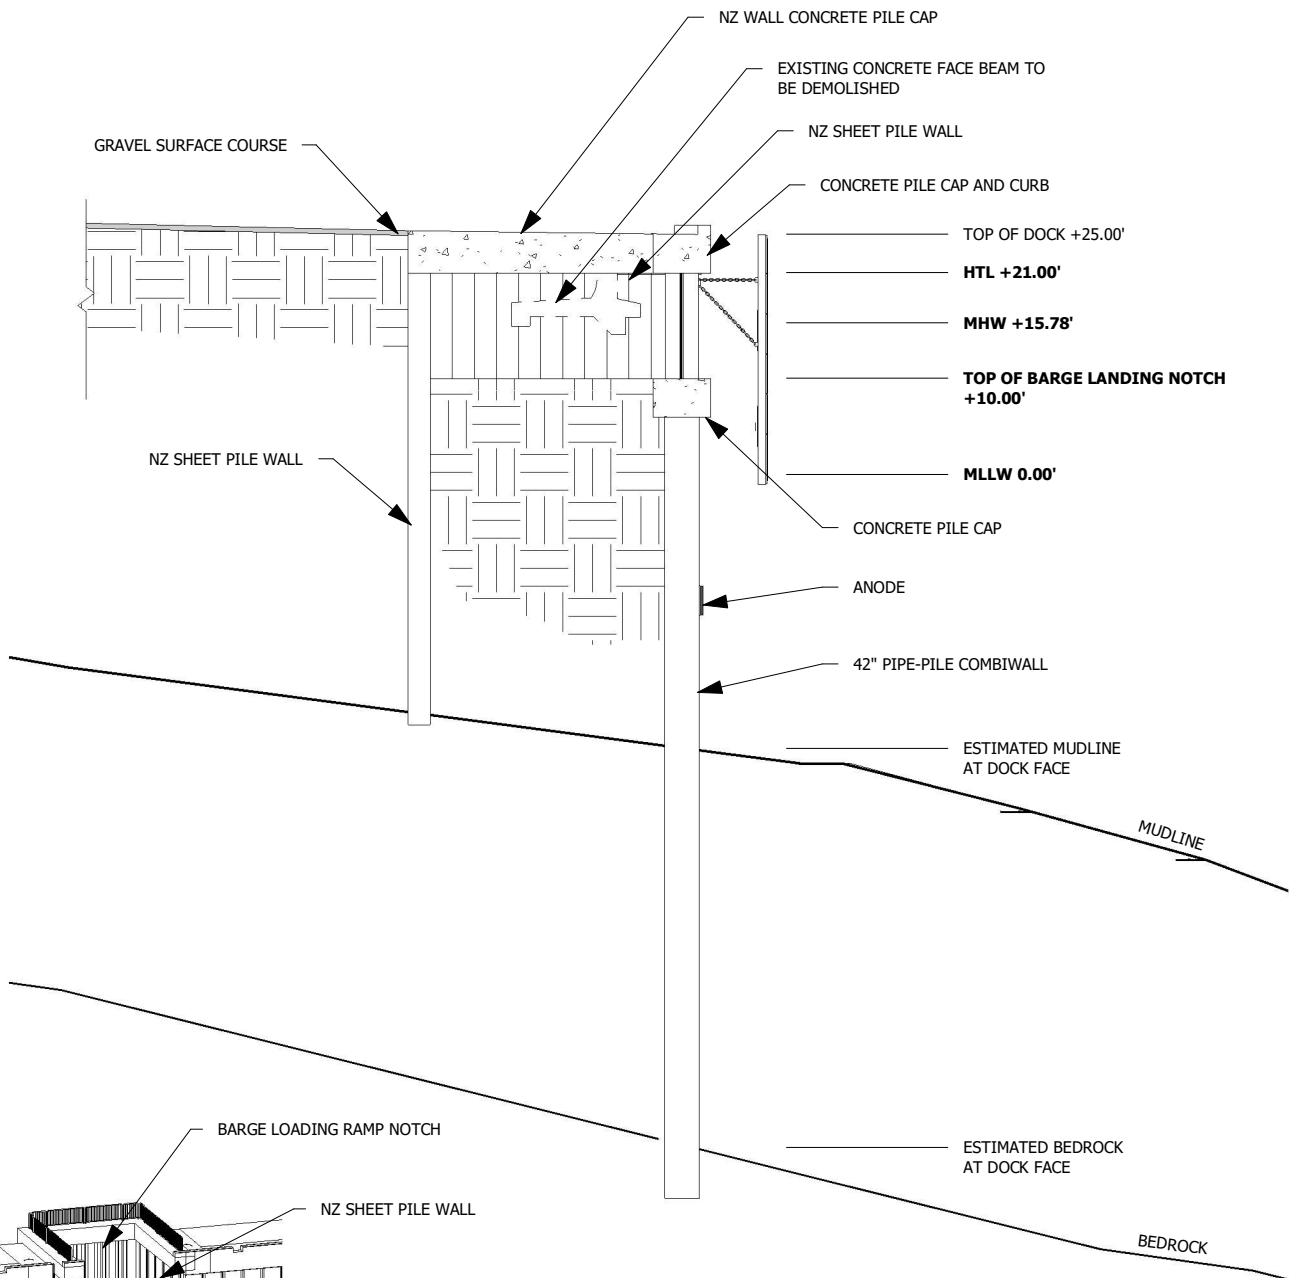 NZ WALL CONCRETE PILE CAP
EXISTING CONCRETE FACE BEAM TO
BE DEMOLISHED
NZ SHEET PILE WALL
GRAVEL SURFACE COURSE
CONCRETE PILE CAP AND CURB
TOP OF DOCK +25.00'
HTL +21.00'
MHW +15.78'
TOP OF BARGE LANDING NOTCH
+10.00'
NZ SHEET PILE WALL
MLLW 0.00'
CONCRETE PILE CAP
ANODE
42" PIPE-PILE COMBIWALL
ESTIMATED MUDLINE
AT DOCK FACE
MUDLINE
BARGE LOADING RAMP NOTCH
ESTIMATED BEDROCK
AT DOCK FACE
NZ SHEET PILE WALL
BEDROCK